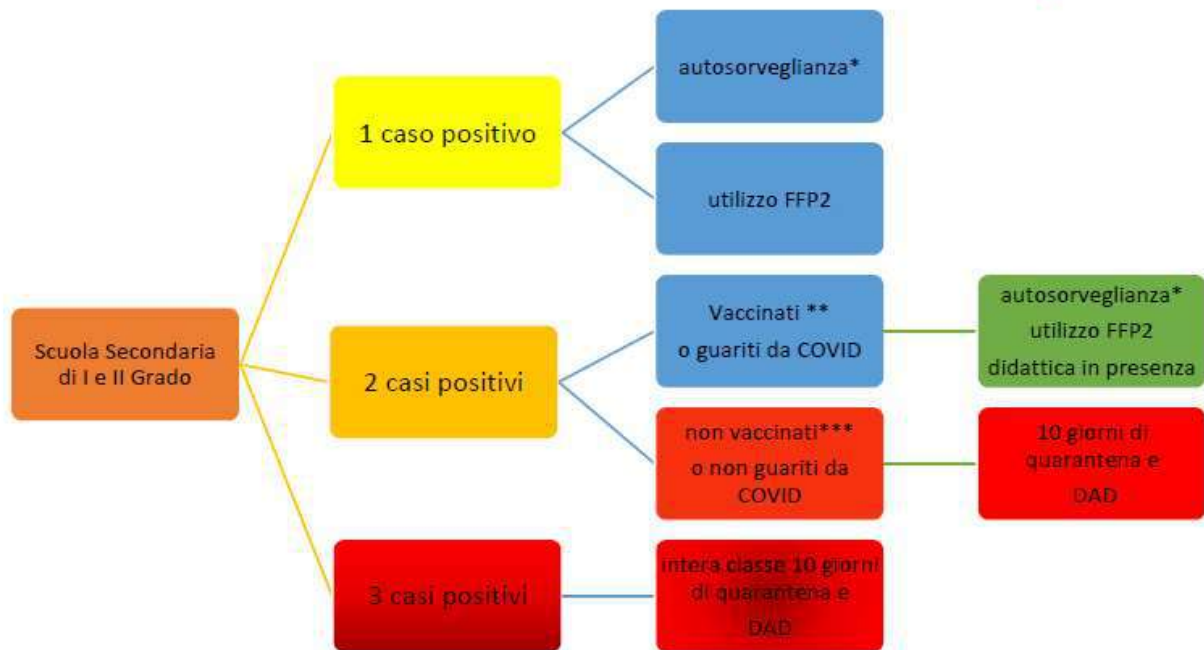 Scuola Secondaria
di I e II Grado
1 caso positivo
autosorveglianza*
utilizzo FFP2
2 casi positivi
Vaccinati **
o guariti da COVID
autosorveglianza*
utilizzo FFP2
didattica in presenza
non vaccinati***
o non guariti da
COVID
10 giorni di
quarantena e
DAD
3 casi positivi
intera classe 10 giorni
di quarantena e
DAD